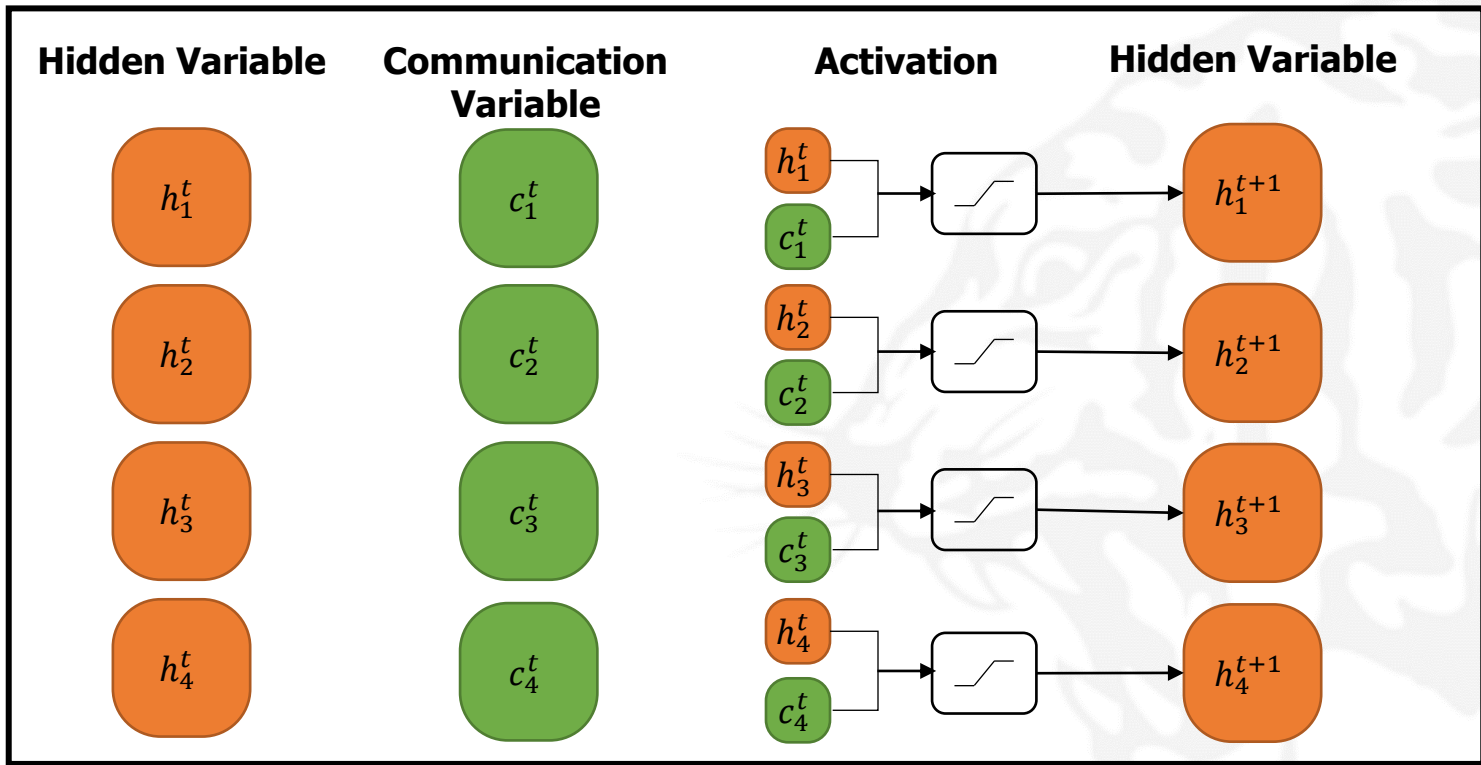 Hidden Variable
Communication
Variable
Activation
Hidden Variable
h_1^t
c_1^t
h_1^t
c_1^t
h_1^{t+1}
h_2^t
c_2^t
h_2^t
c_2^t
h_2^{t+1}
h_3^t
c_3^t
h_3^t
c_3^t
h_3^{t+1}
h_4^t
c_4^t
h_4^t
c_4^t
h_4^{t+1}